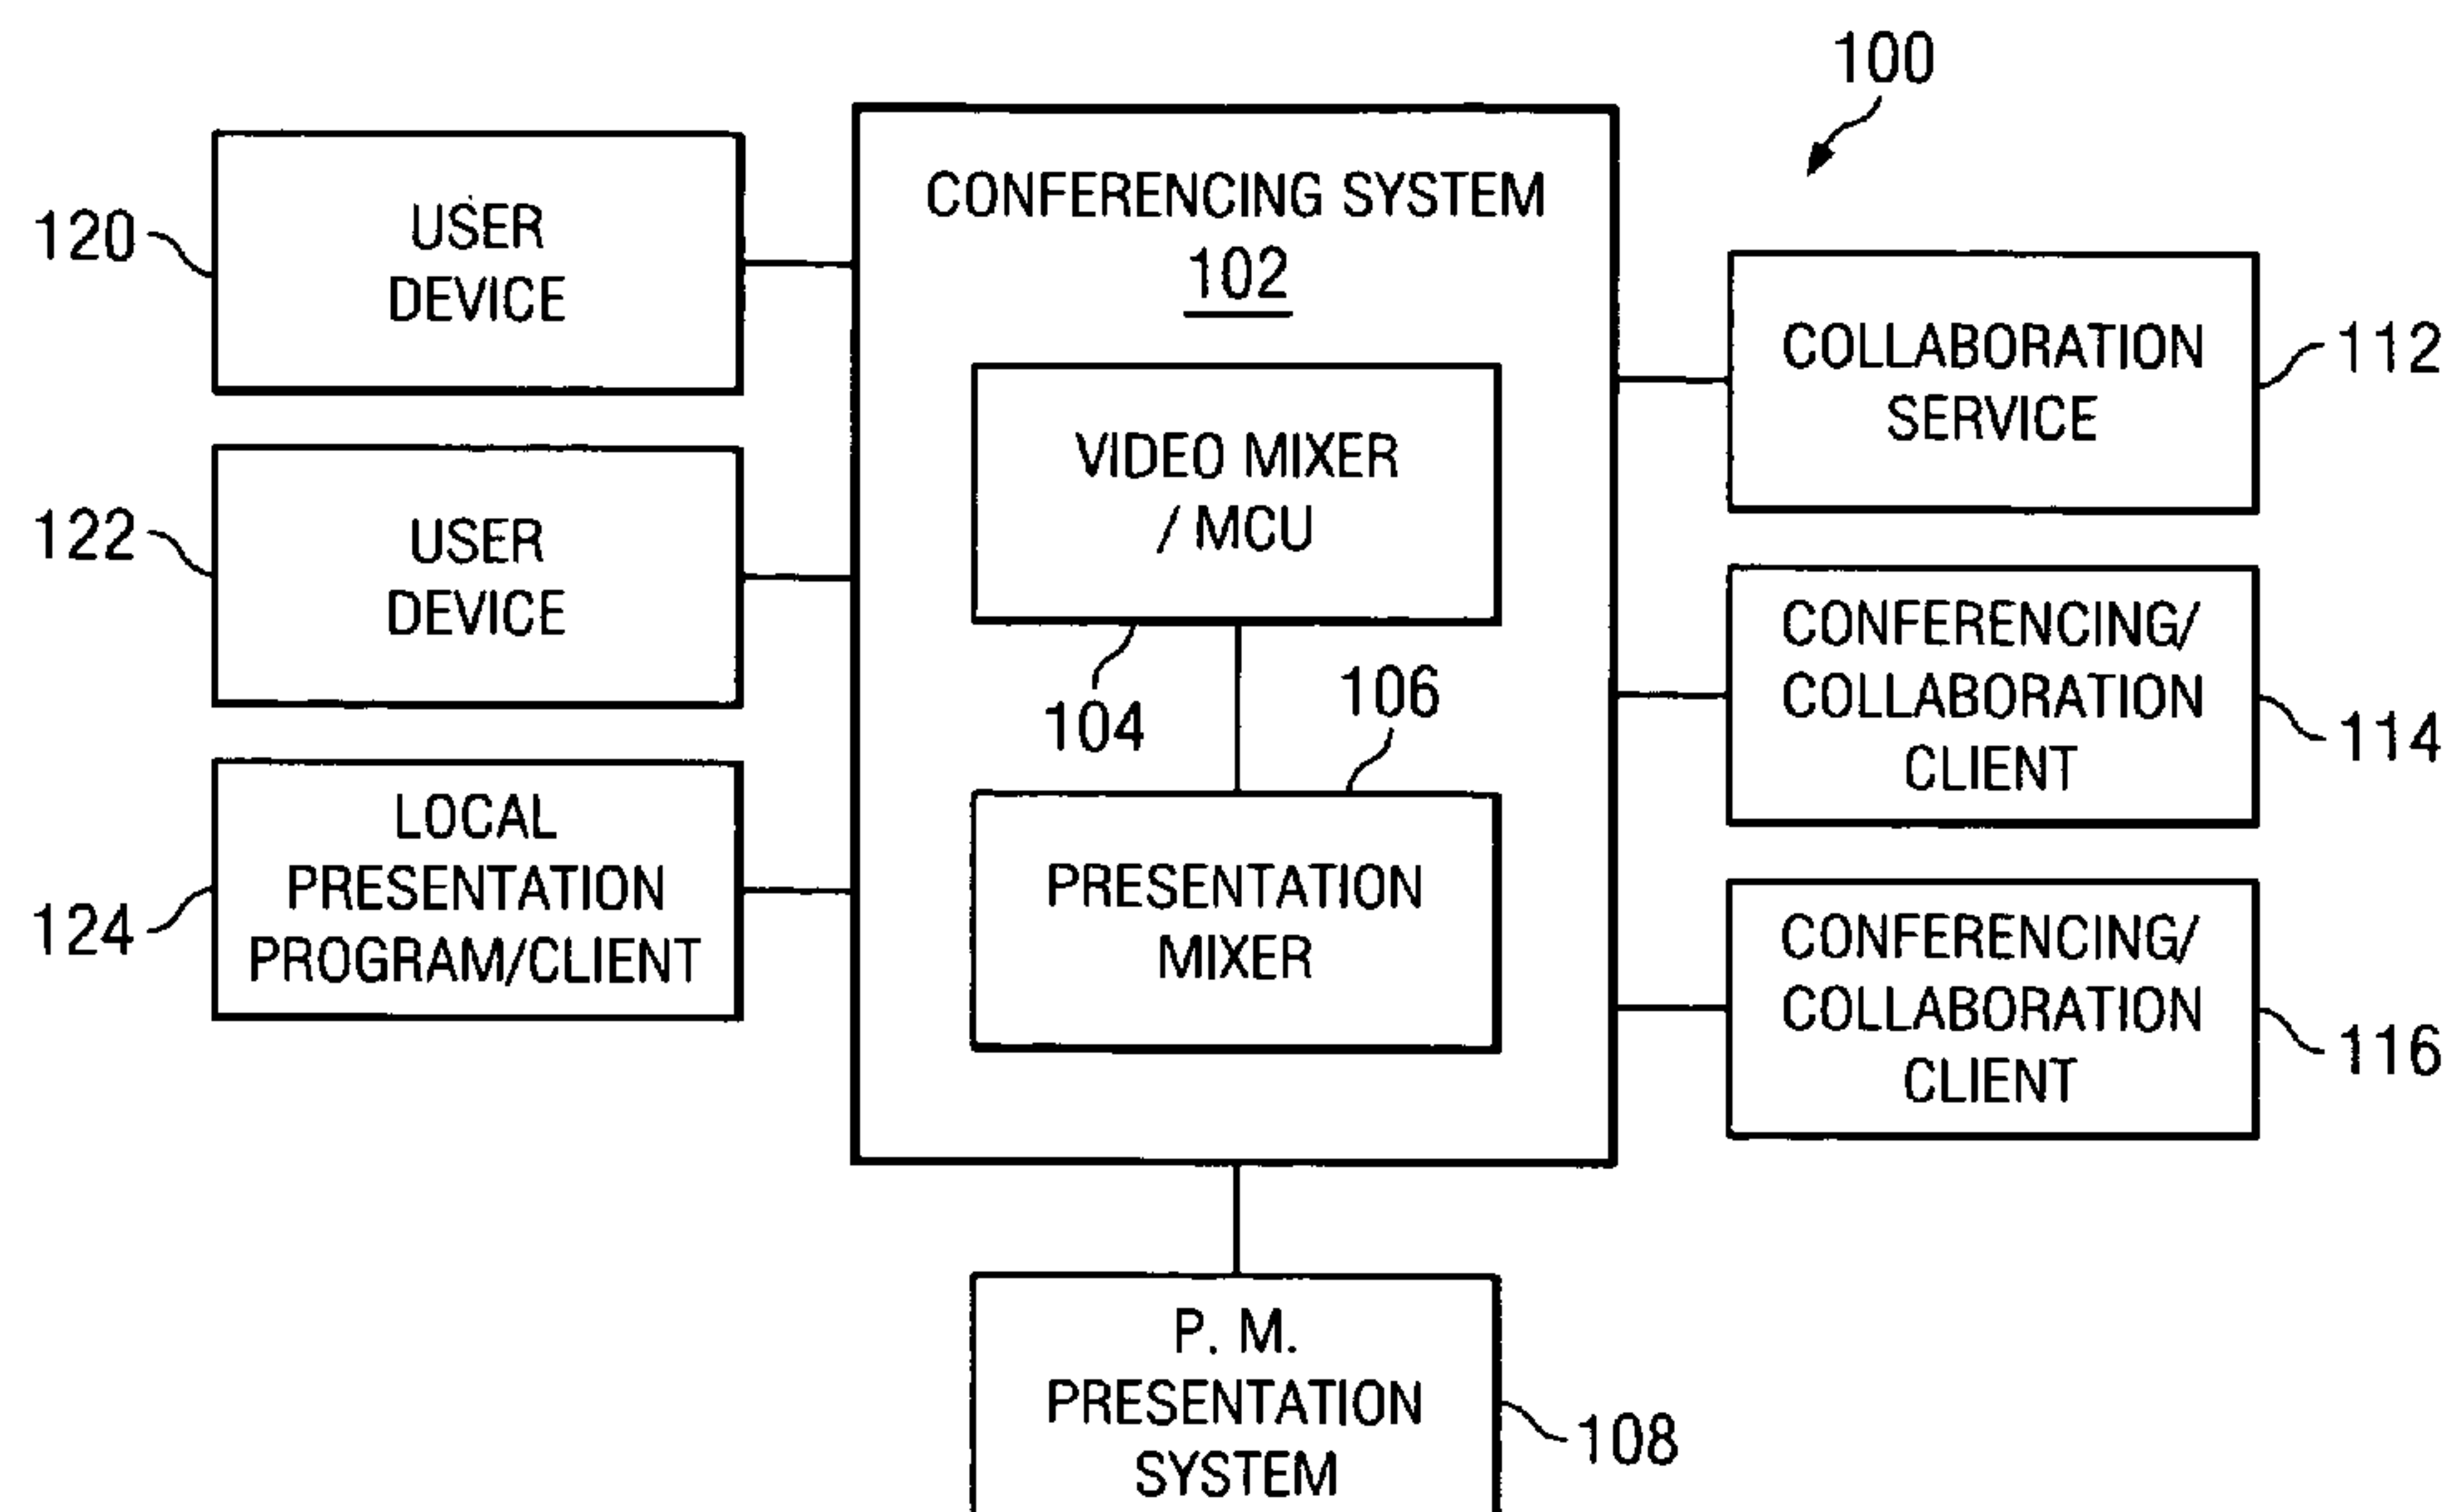 100
CONFERENCING SYSTEM
102
120
USER
DEVICE
122
USER
DEVICE
124
LOCAL
PRESENTATION
PROGRAM/CLIENT
VIDEO MIXER
/ MCU
104
106
PRESENTATION
MIXER
COLLABORATION
SERVICE
112
CONFERENCING/
COLLABORATION
CLIENT
114
CONFERENCING/
COLLABORATION
CLIENT
116
P. M.
PRESENTATION
SYSTEM
108